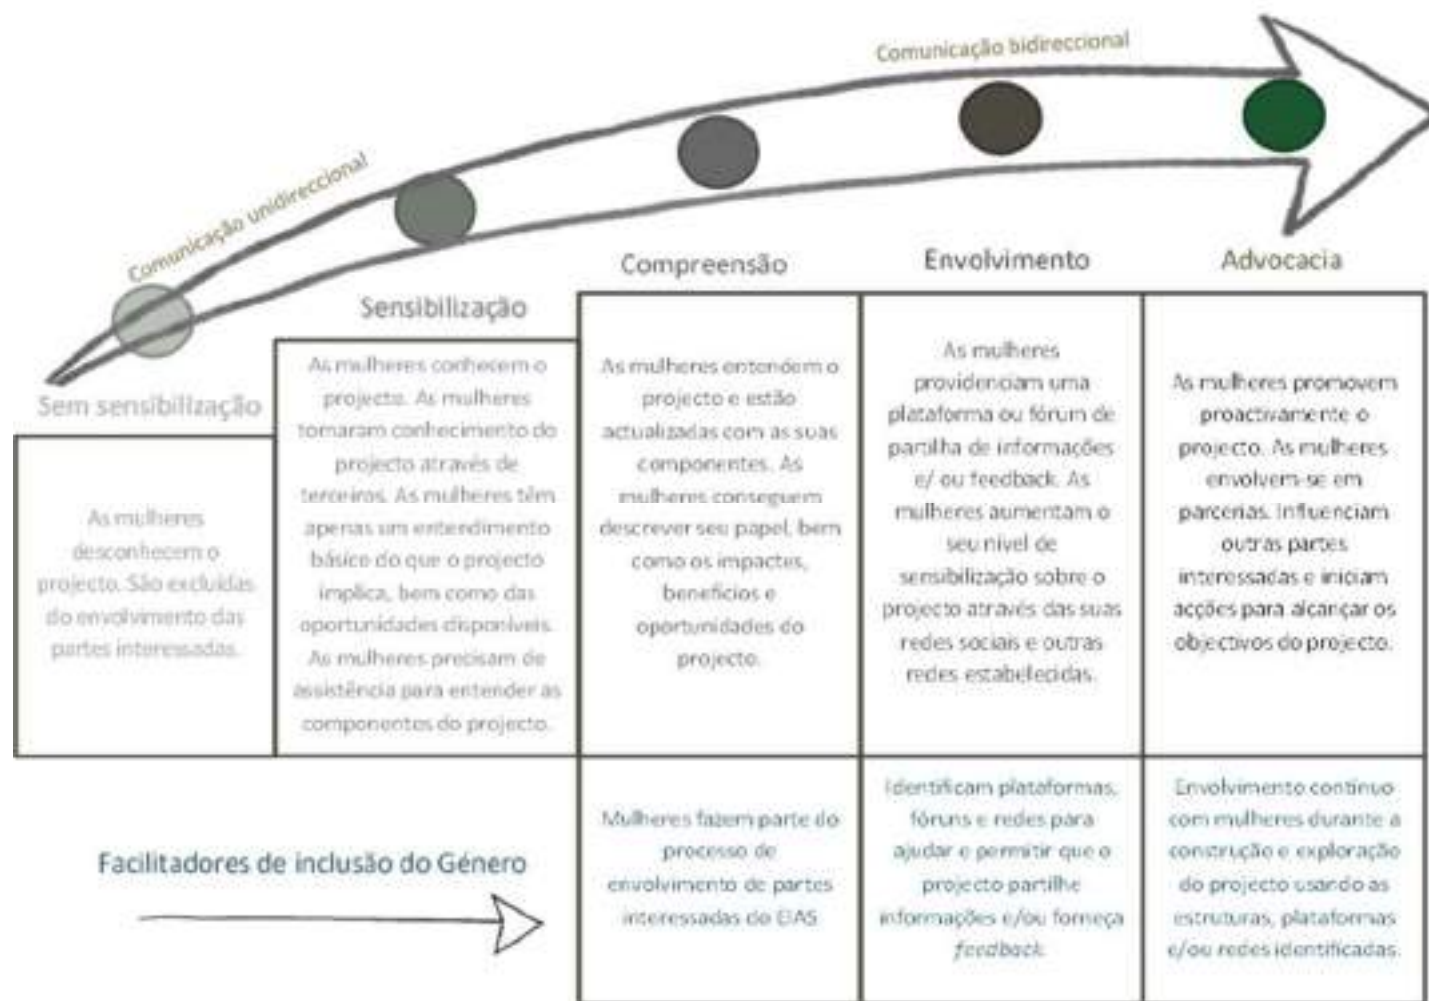 Comunicação bidireccional
Comunicação unidireccional
Sem sensibilização
As mulheres
desconhecem o
projecto. São excluídas
do envolvimento das
partes interessadas.
Sensibilização
As mulheres conhecem o
projecto. As mulheres
tomaram conhecimento do
projecto através de
terceiros. As mulheres têm
apenas um entendimento
básico do que o projecto
implica, bem como das
oportunidades disponíveis.
As mulheres precisam de
assistência para entender as
componentes do projecto.
Compreensão
As mulheres entendem o
projecto e estão
actualizadas com as suas
componentes. As
mulheres conseguem
descrever seu papel, bem
como os impactes,
benefícios e
oportunidades do
projecto.
Envolvimento
As mulheres
providenciam uma
plataforma ou fórum de
partilha de informações
e/ ou feedback. As
mulheres aumentam o
seu nível de
sensibilização sobre o
projecto através das suas
redes sociais e outras
redes estabelecidas.
Advocacia
As mulheres promovem
proactivamente o
projecto. As mulheres
envolvem-se em
parcerias. Influenciam
outras partes
interessadas e iniciam
acções para alcançar os
objectivos do projecto.
Facilitadores de inclusão do Género
Mulheres fazem parte do
processo de
envolvimento de partes
interessadas do EIAS
Identificam plataformas,
fóruns e redes para
ajudar e permitir que o
projecto partilhe
informações e/ou forneça
feedback
Envolvimento contínuo
com mulheres durante a
construção e exploração
do projecto usando as
estruturas, plataformas
e/ou redes identificadas.